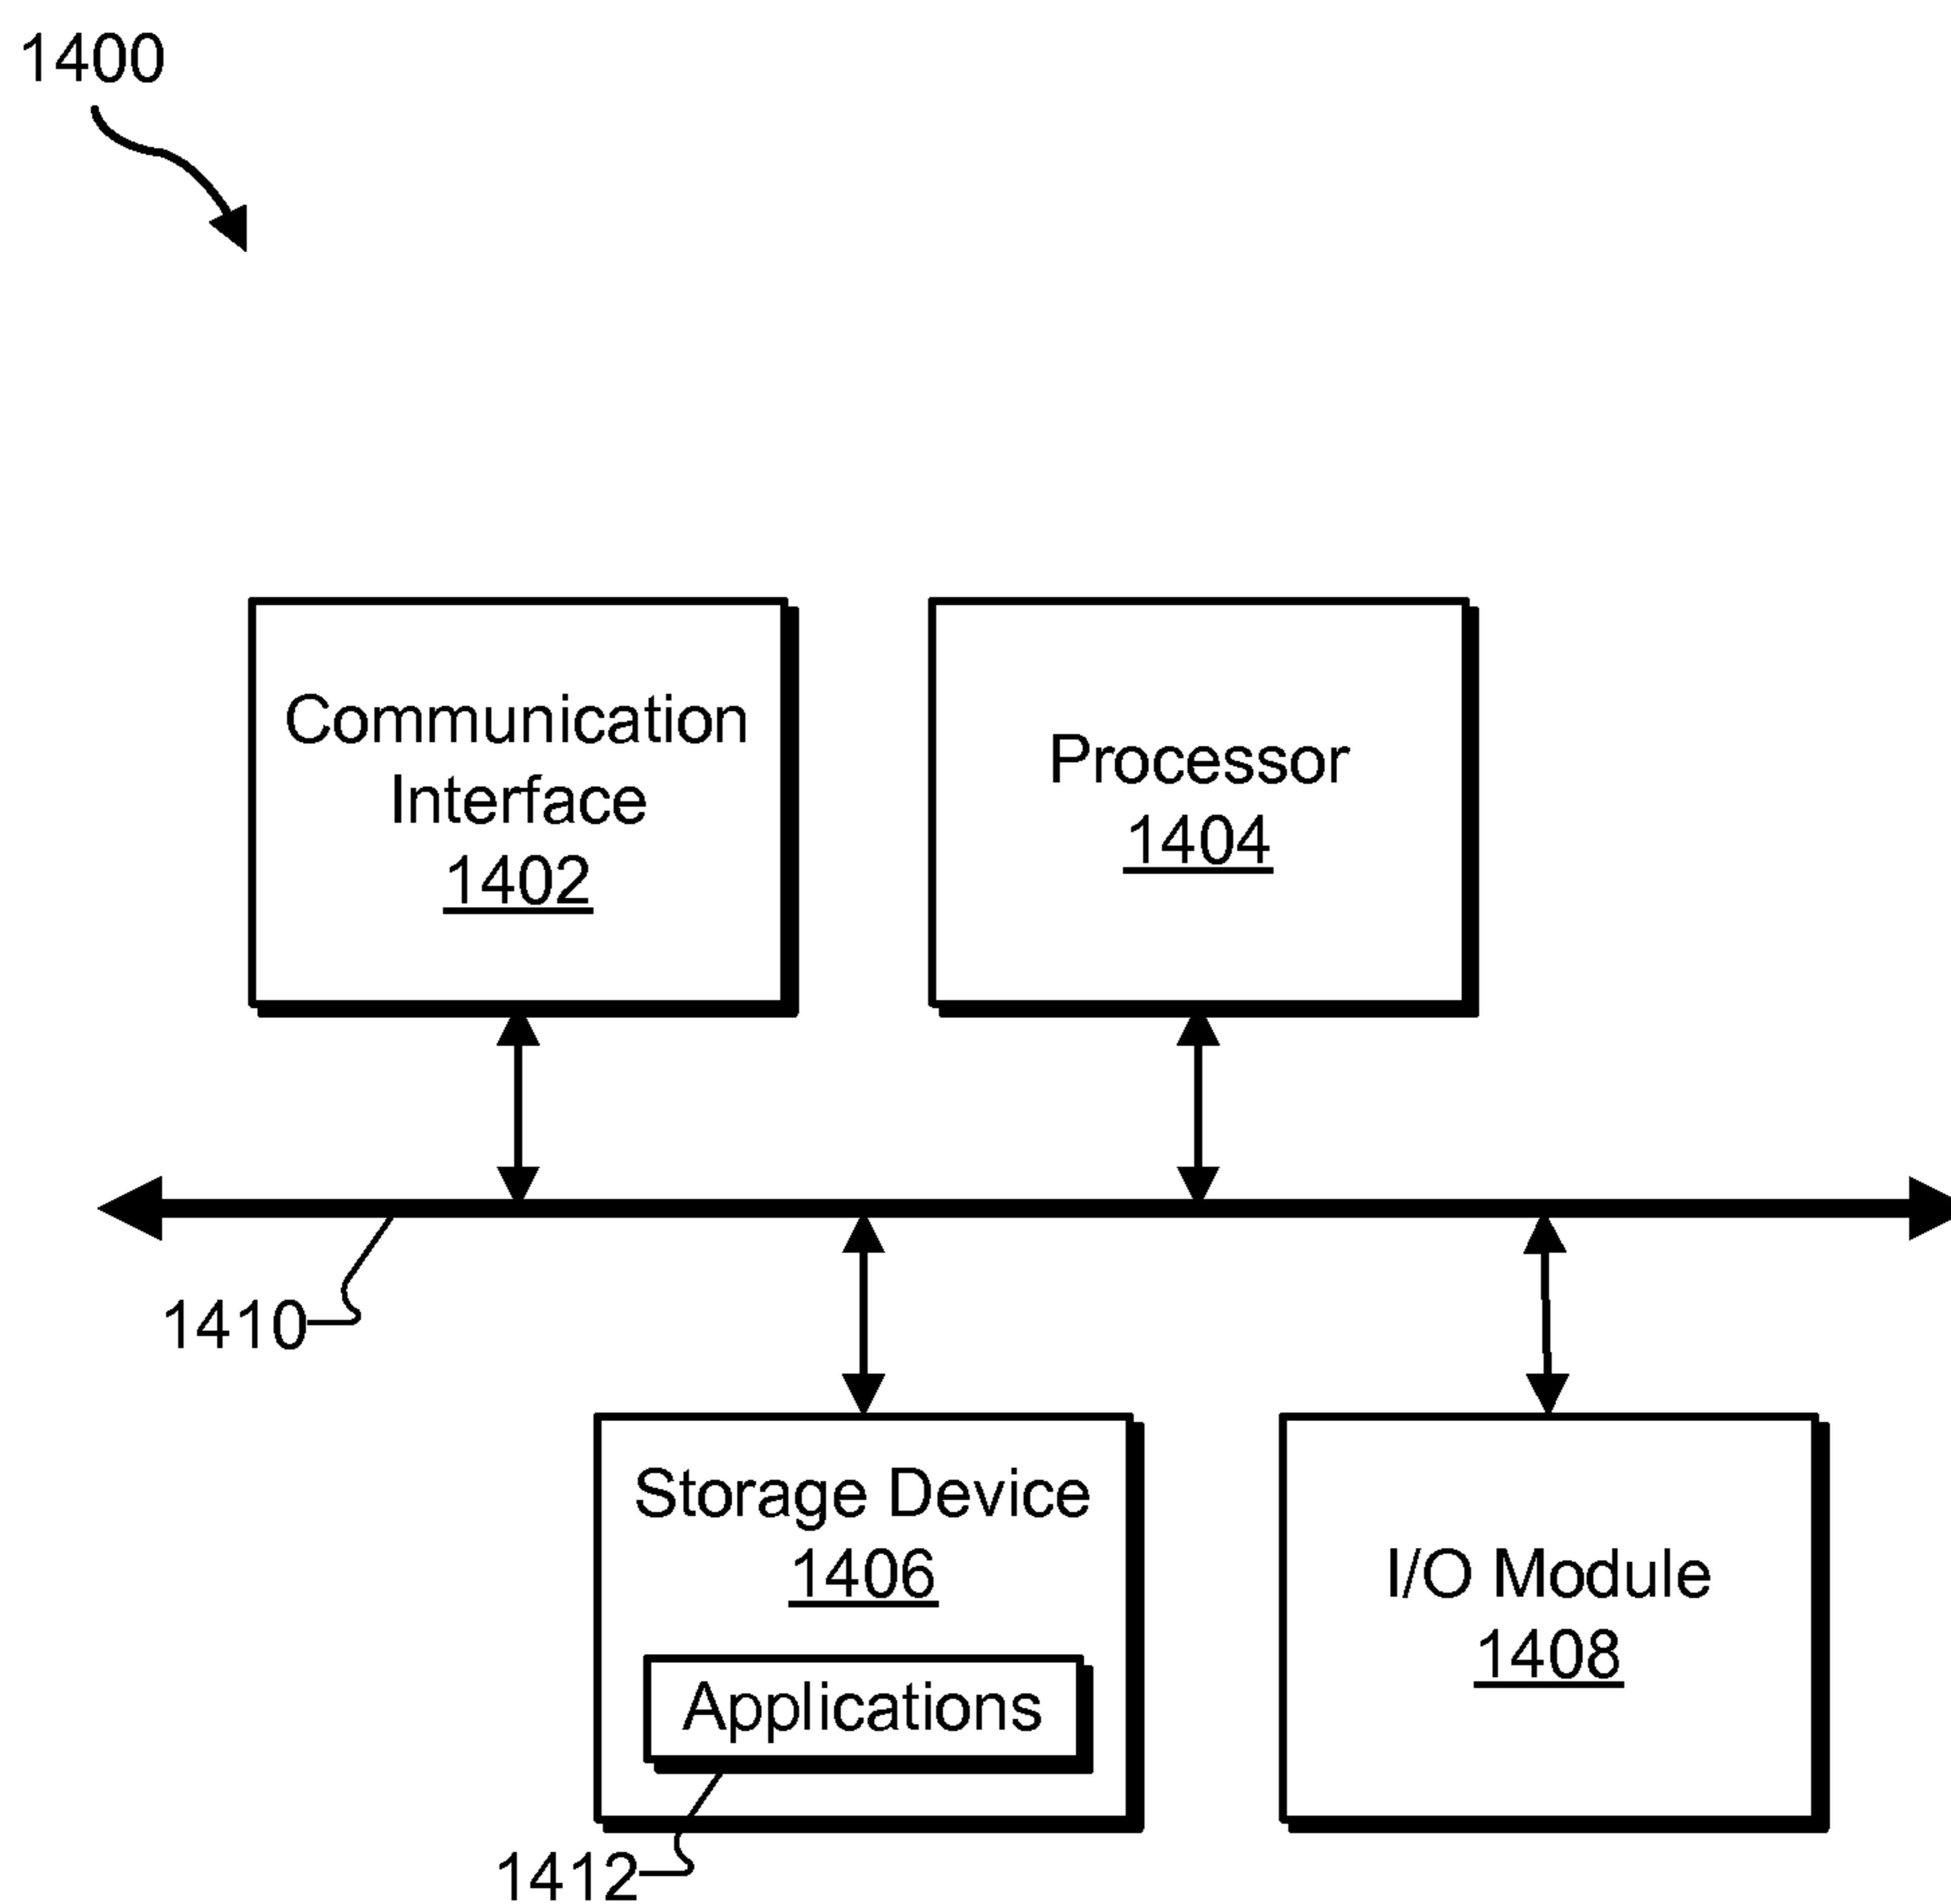 1400
Communication
Interface
1402
Processor
1404
1410
Storage Device
1406
Applications
1412
I/O Module
1408